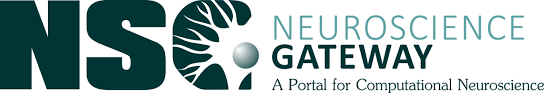 NSG
NEUROSCIENCE
GATEWAY
A Portal for Computational Neuroscience